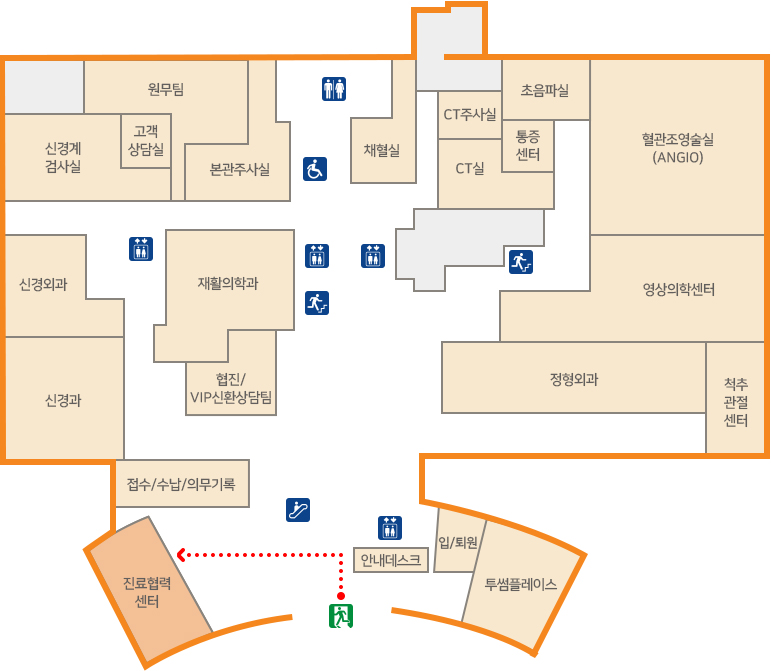 원무팀
초음파실
CT주사실
고객
상담실
신경계
검사실
본관주사실
채혈실
통증
센터
CT실
혈관조영술실
(ANGIO)
신경외과
재활의학과
영상의학센터
협진/
VIP신환상담팀
정형외과
척추
관절
센터
신경과
접수/수납/의무기록
안내데스크
입/퇴원
진료협력
센터
투썸플레이스